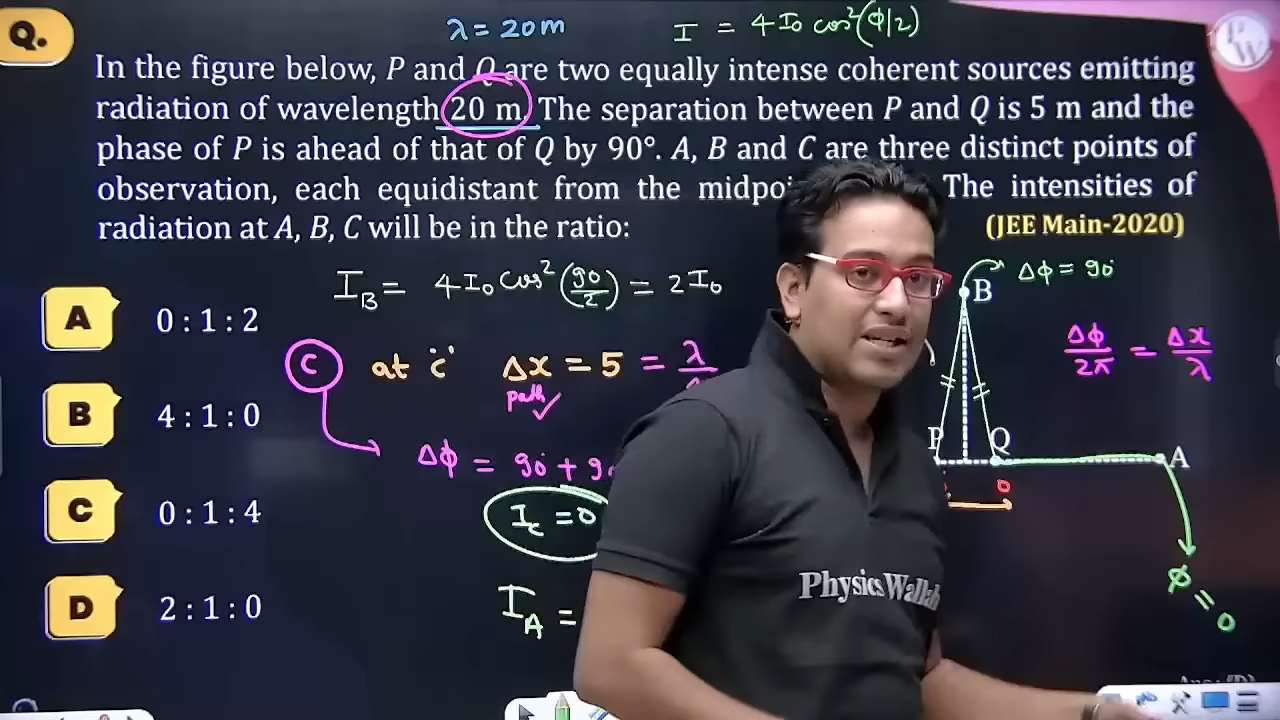 Q.
λ = 20m
I = 4I₀ cos²(ϕ/2)
PW
In the figure below, P and Q are two equally intense coherent sources emitting
radiation of wavelength 20 m. The separation between P and Q is 5 m and the
phase of P is ahead of that of Q by 90°. A, B and C are three distinct points of
observation, each equidistant from the The intensities of
radiation at A, B, C will be in the ratio:
(JEE Main-2020)
I_B = 4I₀ cos²(90/2) = 2I₀
B Δϕ = 90°
A 0 : 1 : 2
C at 'c' Δx = 5 = λ
path
Δϕ/2π = Δx/λ
B 4 : 1 : 0
Δϕ = 90 +
P Q A
C 0 : 1 : 4
I_C = 0
PhysicsWallah
ϕ = 0
D 2 : 1 : 0
I_A =